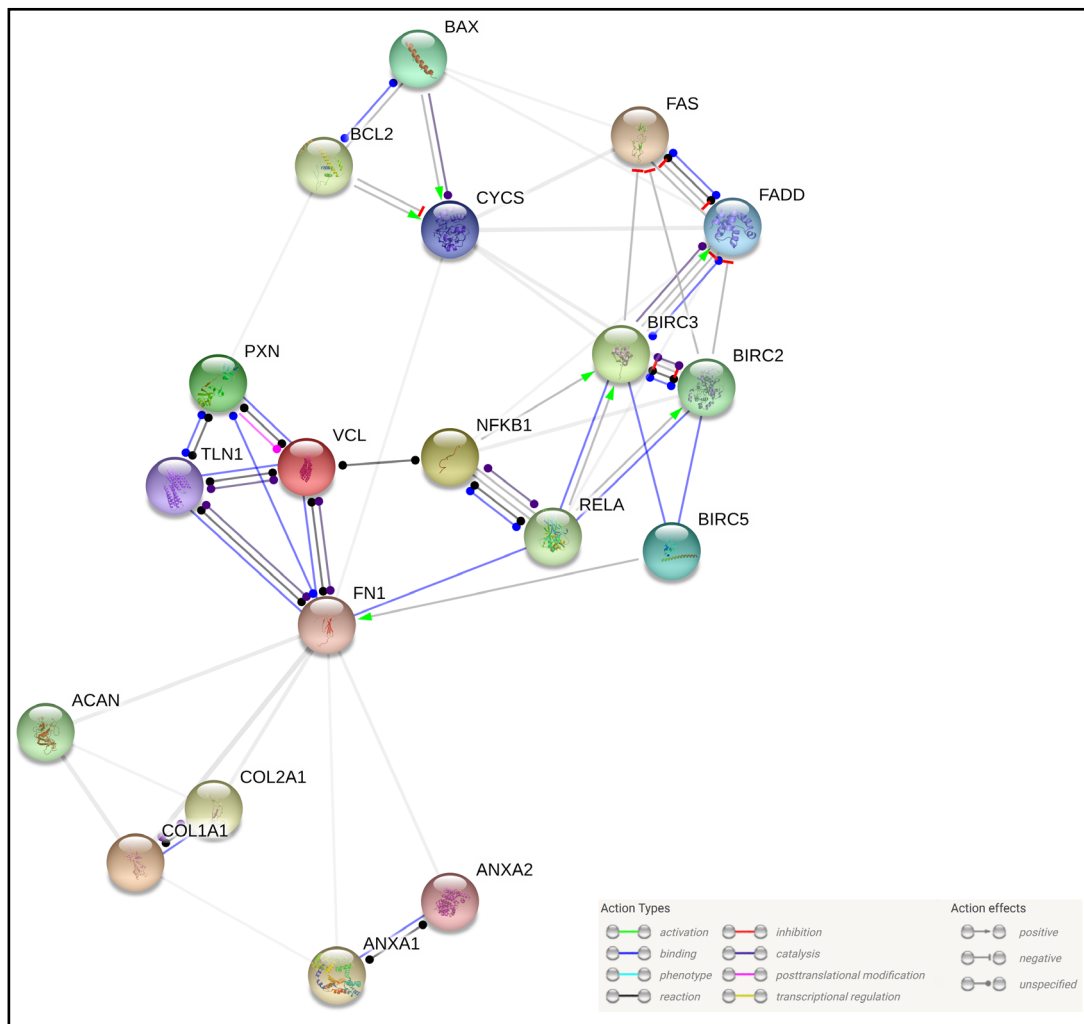 BAX
FAS
BCL2
CYCS
FADD
BIRC3
BIRC2
PXN
VCL
NFKB1
TLN1
RELA
BIRC5
FN1
ACAN
COL2A1
COL1A1
ANXA2
ANXA1
Action Types
activation
inhibition
binding
catalysis
phenotype
posttranslational modification
reaction
transcriptional regulation
Action effects
positive
negative
unspecified